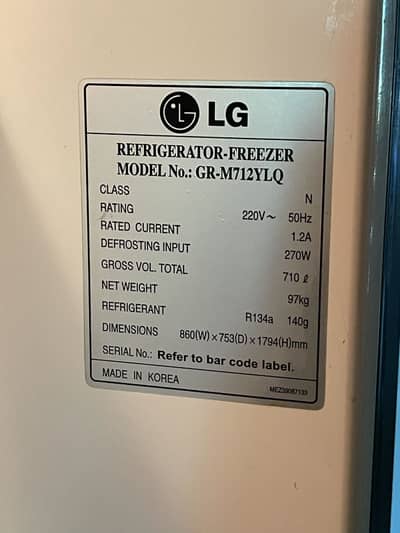 LG
REFRIGERATOR-FREEZER
MODEL No.: GR-M712YLQ
CLASS N
RATING 220V~ 50Hz
RATED CURRENT 1.2A
DEFROSTING INPUT 270W
GROSS VOL. TOTAL 710 ℓ
NET WEIGHT 97kg
REFRIGERANT R134a 140g
DIMENSIONS 860(W)×753(D)×1794(H)mm
SERIAL No.: Refer to bar code label.
MADE IN KOREA MEZ39087133